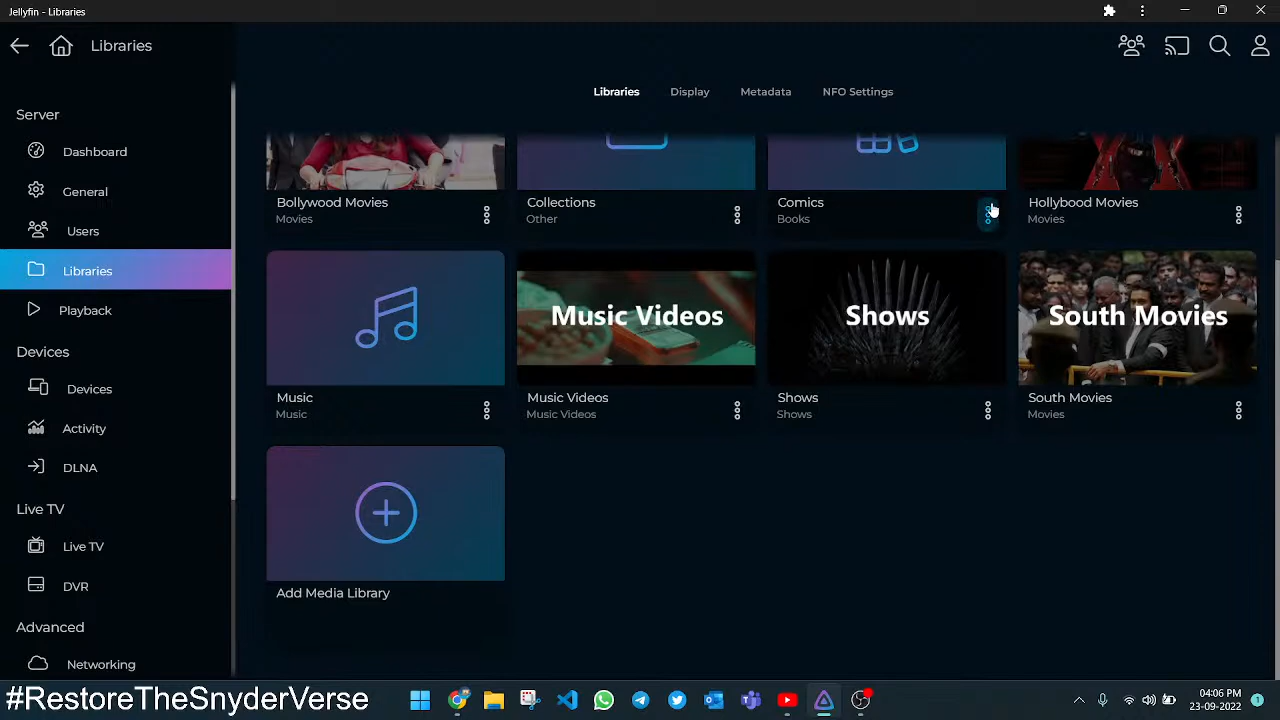 Jellyfin - Libraries
Libraries
Libraries
Display
Metadata
NFO Settings
Server
Dashboard
General
Users
Libraries
Playback
Devices
Devices
Activity
DLNA
Live TV
Live TV
DVR
Advanced
Networking
Bollywood Movies
Movies
Collections
Other
Comics
Books
Hollybood Movies
Movies
Music
Music
Music Videos
Music Videos
Music Videos
Shows
Shows
Shows
South Movies
South Movies
Movies
Add Media Library
#RestoreTheSnyderVerse
04:06 PM
23-09-2022
1